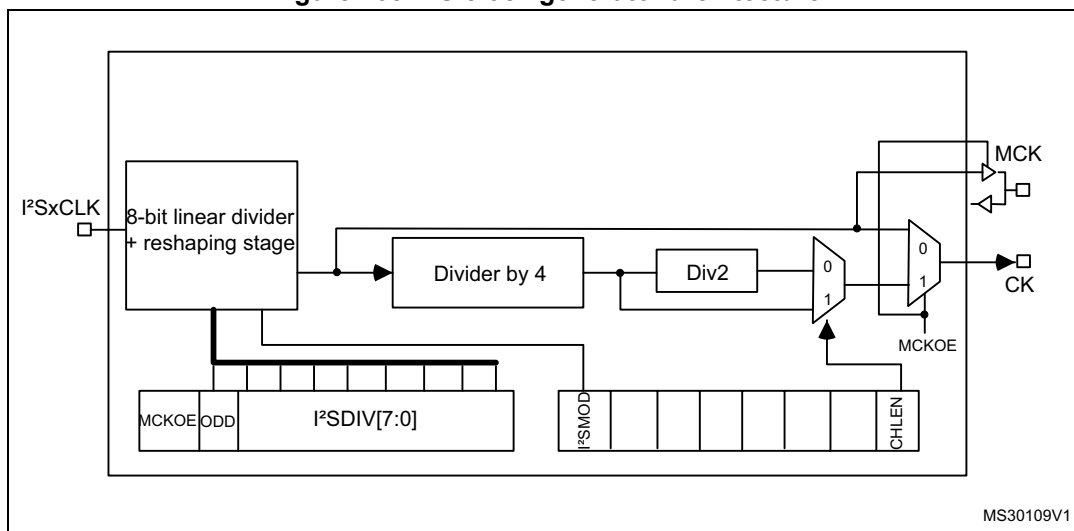 MCK
I²SxCLK
8-bit linear divider
+ reshaping stage
0
Divider by 4
Div2
0
1
1
CK
MCKOE
MCKOE
ODD
I²SDIV[7:0]
I²SMOD
CHLEN
MS30109V1